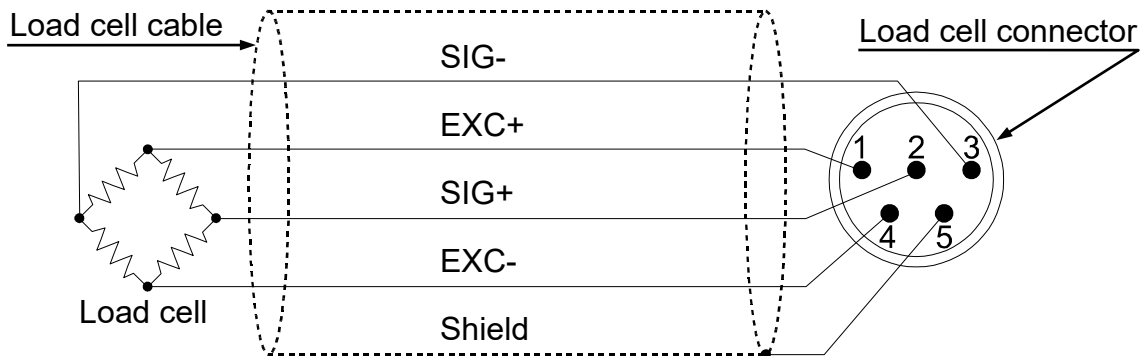 Load cell cable
Load cell connector
SIG-
EXC+
1 2 3
SIG+
4 5
EXC-
Load cell
Shield